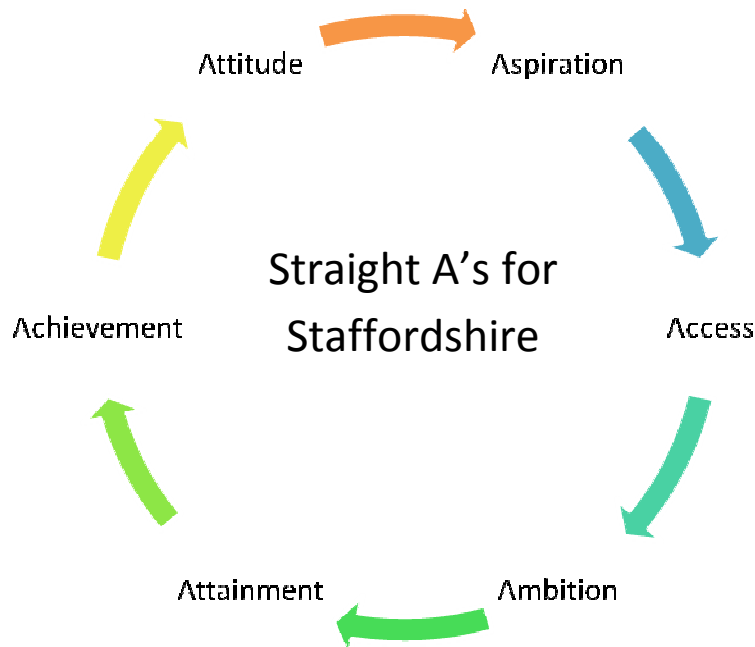 Attitude
Aspiration
Straight A’s for
Staffordshire
Achievement
Access
Attainment
Ambition